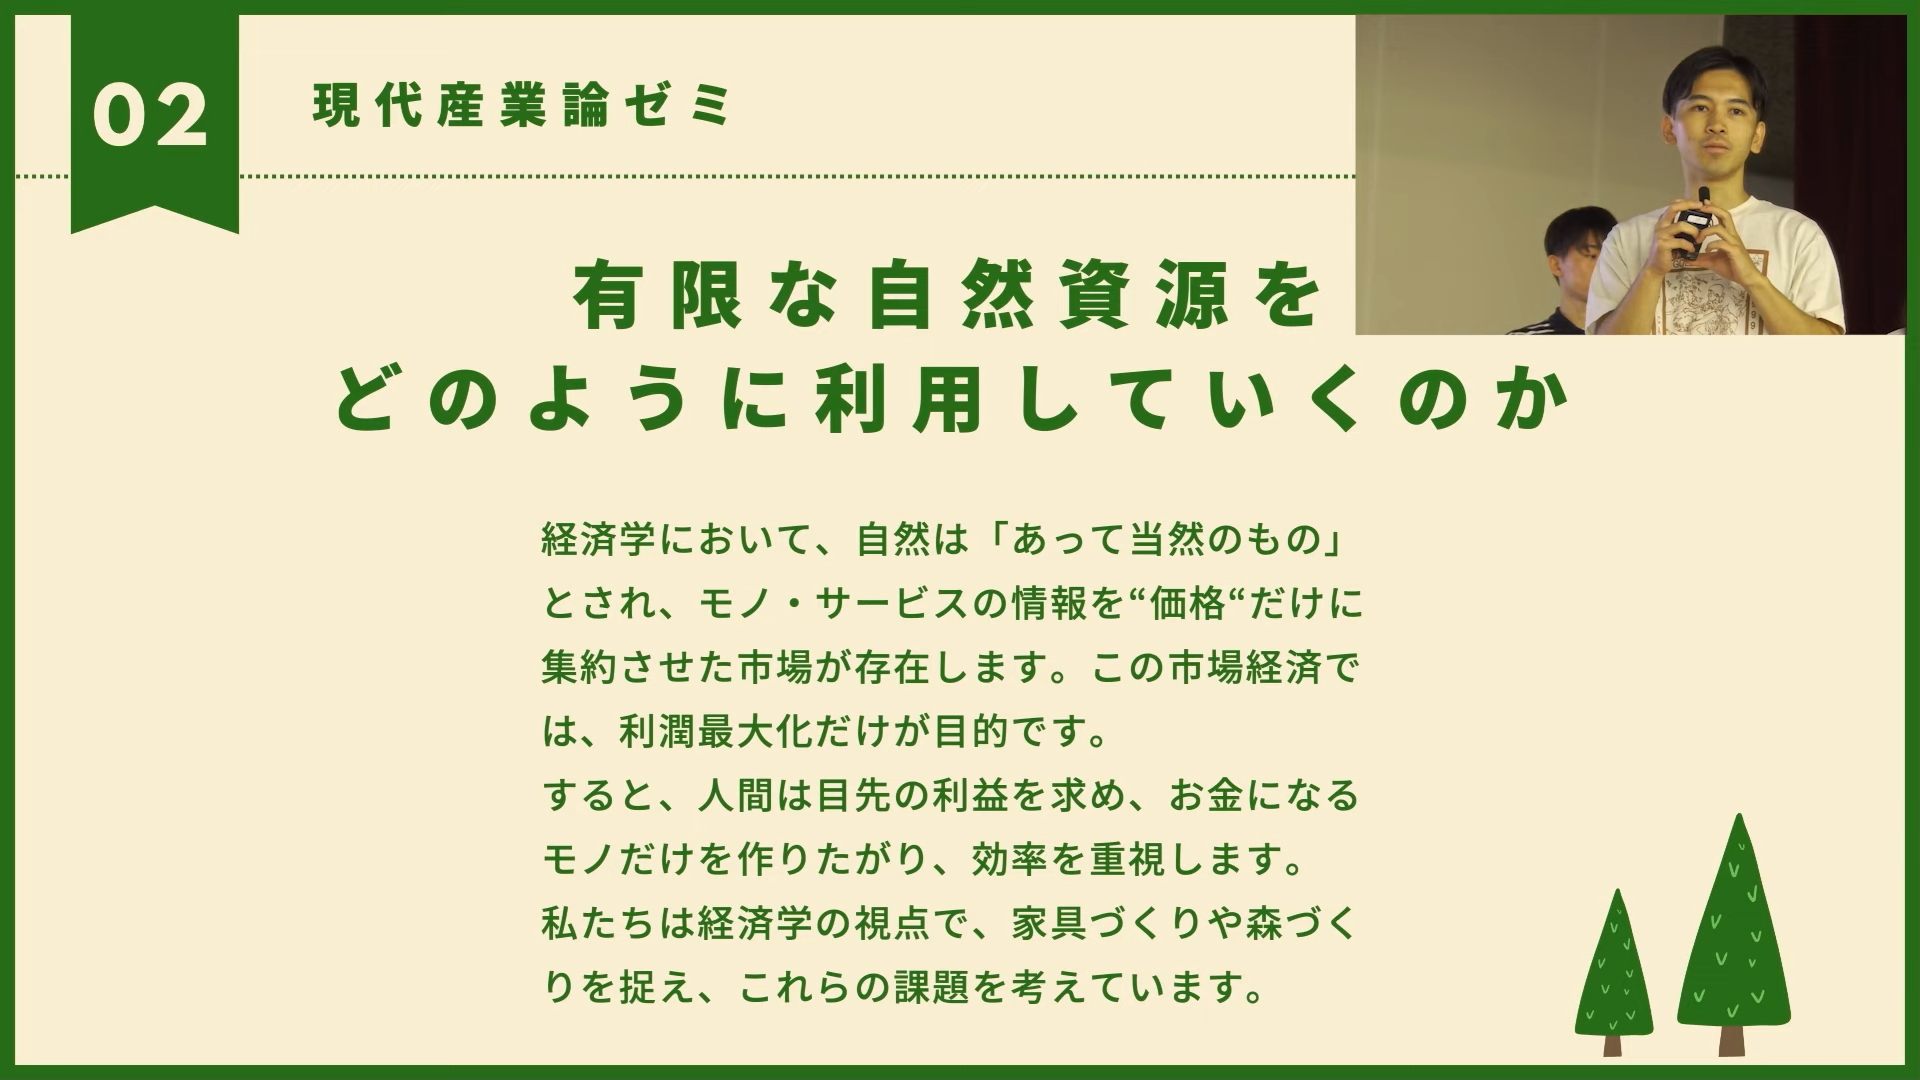 02
現代産業論ゼミ
有限な自然資源を
どのように利用していくのか
経済学において、自然は「あって当然のもの」
とされ、モノ・サービスの情報を“価格“だけに
集約させた市場が存在します。この市場経済で
は、利潤最大化だけが目的です。
すると、人間は目先の利益を求め、お金になる
モノだけを作りたがり、効率を重視します。
私たちは経済学の視点で、家具づくりや森づく
りを捉え、これらの課題を考えています。